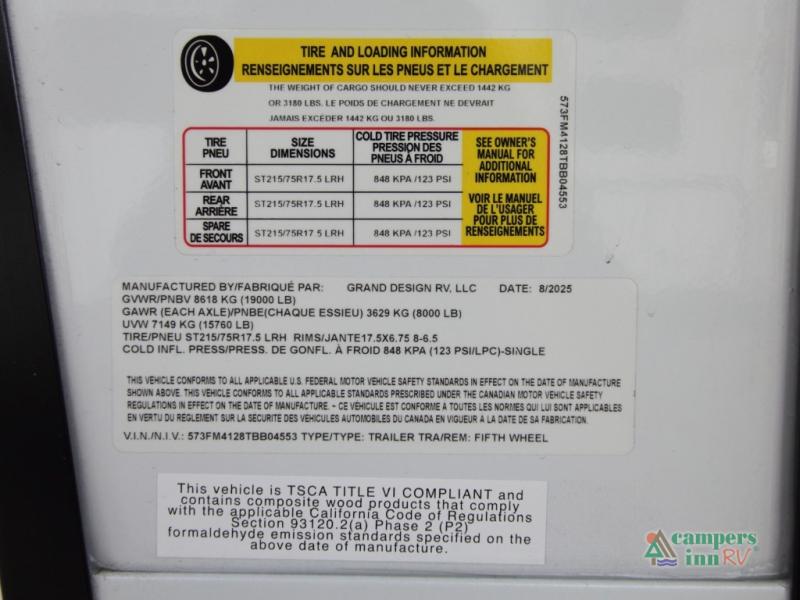 TIRE AND LOADING INFORMATION
RENSEIGNEMENTS SUR LES PNEUS ET LE CHARGEMENT
THE WEIGHT OF CARGO SHOULD NEVER EXCEED 1442 KG
OR 3180 LBS. LE POIDS DE CHARGEMENT NE DEVRAIT
JAMAIS EXCÉDER 1442 KG OU 3180 LBS.
TIRE
PNEU
SIZE
DIMENSIONS
COLD TIRE PRESSURE
PRESSION DES
PNEUS À FROID
FRONT
AVANT
ST215/75R17.5 LRH
848 KPA /123 PSI
REAR
ARRIÈRE
ST215/75R17.5 LRH
848 KPA /123 PSI
SPARE
DE SECOURS
ST215/75R17 5 LRH
848 KPA /123 PSI
SEE OWNER'S
MANUAL FOR
ADDITIONAL
INFORMATION
VOIR LE MANUEL
DE L'USAGER
POUR PLUS DE
RENSEIGNEMENTS
573FM4128TBB04553
MANUFACTURED BY/FABRIQUÉ PAR: GRAND DESIGN RV, LLC DATE: 8/2025
GVWR/PNBV 8618 KG (19000 LB)
GAWR (EACH AXLE)/PNBE(CHAQUE ESSIEU) 3629 KG (8000 LB)
UVW 7149 KG (15760 LB)
TIRE/PNEU ST215/75R17.5 LRH RIMS/JANTE17.5X6.75 8-6.5
COLD INFL. PRESS/PRESS. DE GONFL. À FROID 848 KPA (123 PSI/LPC)-SINGLE
THIS VEHICLE CONFORMS TO ALL APPLICABLE U.S. FEDERAL MOTOR VEHICLE SAFETY STANDARDS IN EFFECT ON THE DATE OF MANUFACTURE
SHOWN ABOVE. THIS VEHICLE CONFORMS TO ALL APPLICABLE STANDARDS PRESCRIBED UNDER THE CANADIAN MOTOR VEHICLE SAFETY
REGULATIONS IN EFFECT ON THE DATE OF MANUFACTURE. - CE VÉHICULE EST CONFORME A TOUTES LES NORMES QUI LUI SONT APPLICABLES
EN VERTU DU RÈGLEMENT SUR LA SECURITE DES VÉHICULES AUTOMOBILES DU CANADA EN VIGUEUR À LA DATE DE SA FABRICATION.
V.I.N./N.I.V.: 573FM4128TBB04553 TYPE/TYPE: TRAILER TRA/REM: FIFTH WHEEL
This vehicle is TSCA TITLE VI COMPLIANT and
contains composite wood products that comply
with the applicable California Code of Regulations
Section 93120.2(a) Phase 2 (P2)
formaldehyde emission standards specified on the
above date of manufacture.
campers
inn RV